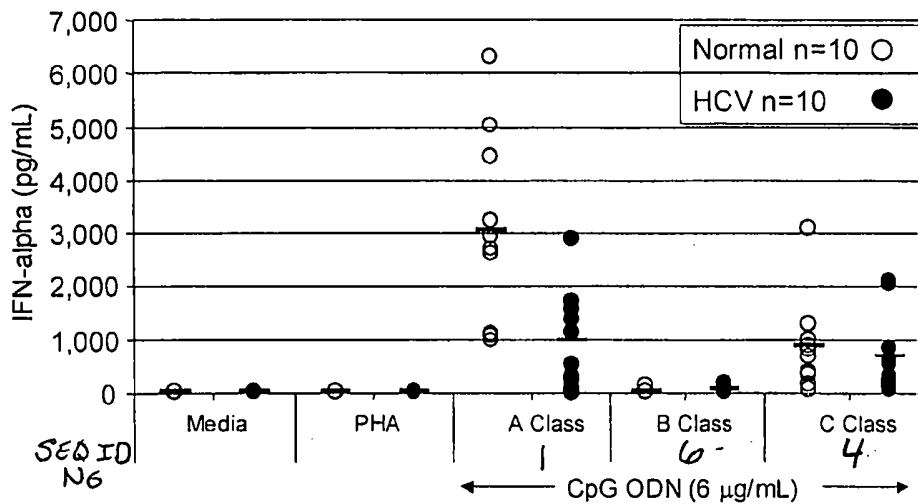 7,000
6,000
5,000
4,000
3,000
2,000
1,000
0
IFN-alpha (pg/mL)
Normal n=10
HCV n=10
Media PHA A Class B Class C Class
SEQ ID 1 6 4
NO
CpG ODN (6 μg/mL)